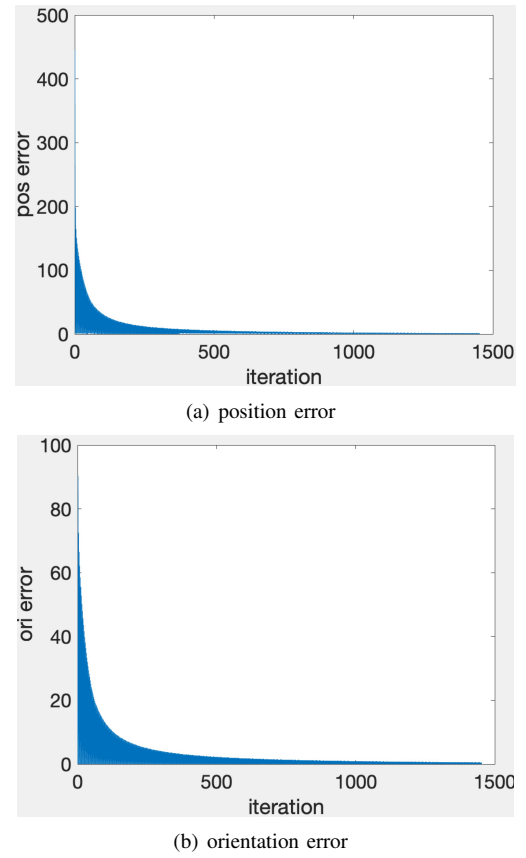 500
400
300
200
100
0
pos error
0 500 1000 1500
iteration
(a) position error
100
80
60
40
20
0
ori error
0 500 1000 1500
iteration
(b) orientation error